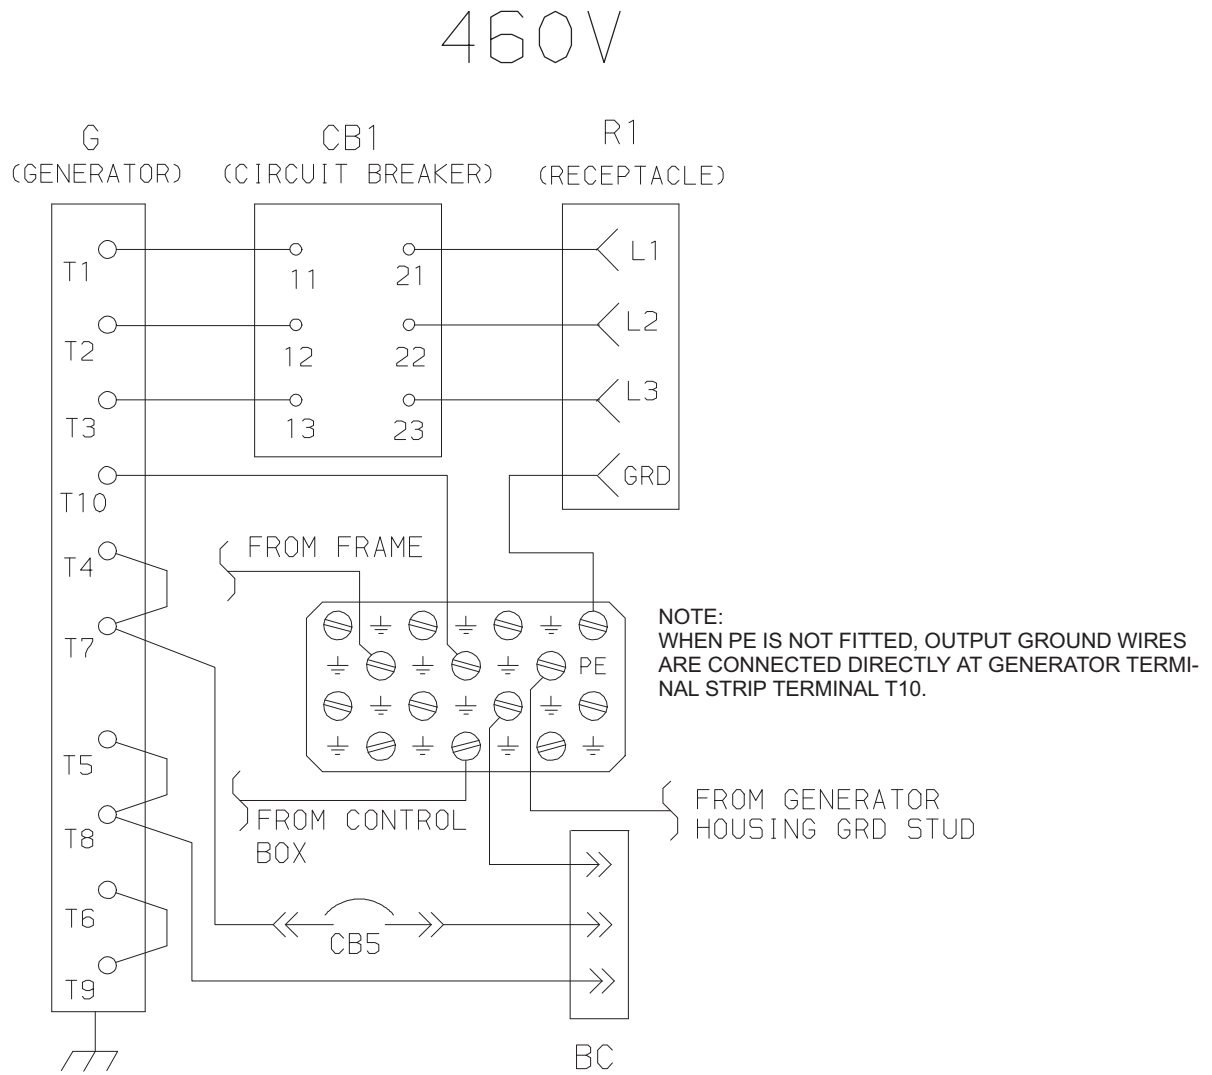 460V
G
(GENERATOR)
CB1
(CIRCUIT BREAKER)
R1
(RECEPTACLE)
T1
11
21
L1
T2
12
22
L2
T3
13
23
L3
T10
GRD
T4
FROM FRAME
T7
PE
NOTE:
WHEN PE IS NOT FITTED, OUTPUT GROUND WIRES
ARE CONNECTED DIRECTLY AT GENERATOR TERMI-
NAL STRIP TERMINAL T10.
T5
T8
FROM CONTROL
BOX
FROM GENERATOR
HOUSING GRD STUD
T6
CB5
T9
BC